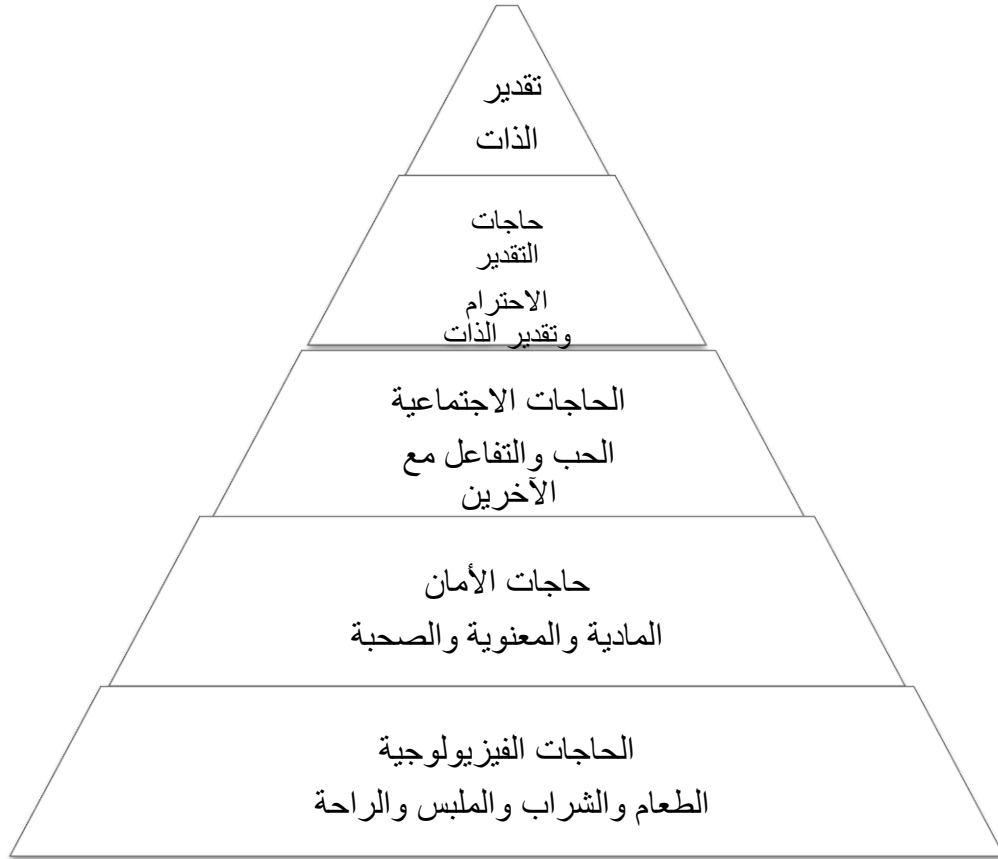 تقدير
الذات
حاجات
التقدير
الاحترام
وتقدير الذات
الحاجات الاجتماعية
الحب والتفاعل مع
الآخرين
حاجات الأمان
المادية والمعنوية والصحبة
الحاجات الفيزيولوجية
الطعام والشراب والملبس والراحة